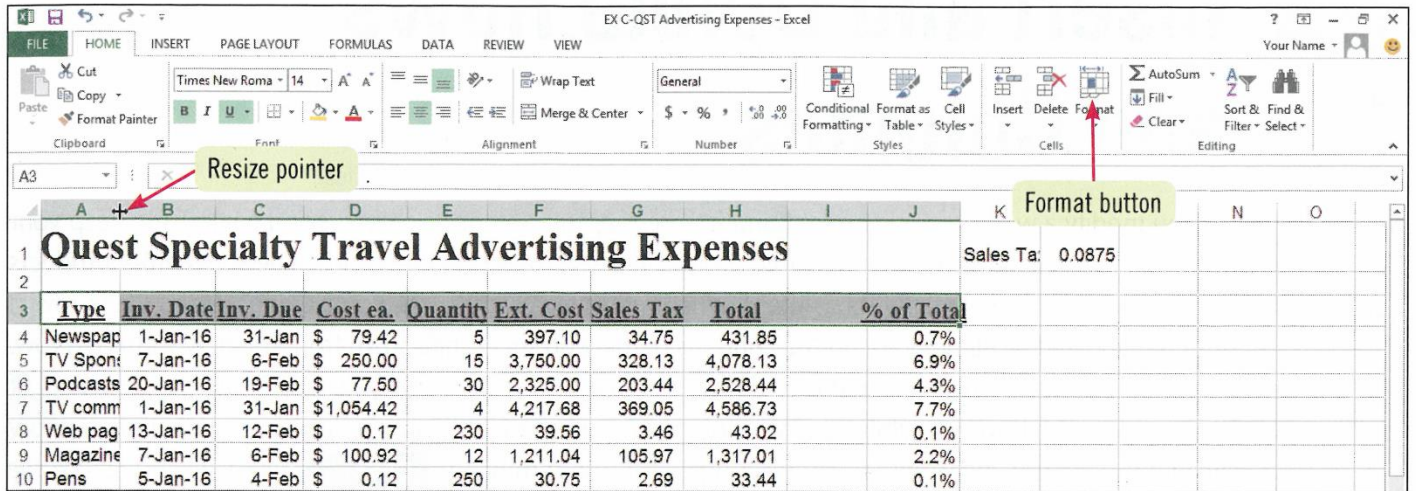 EX C-QST Advertising Expenses - Excel
FILE HOME INSERT PAGE LAYOUT FORMULAS DATA REVIEW VIEW Your Name
Cut
Copy
Format Painter
Paste
Clipboard
Times New Roma 14
B I U
Font
Wrap Text
Merge & Center
Alignment
General
$ % ,
Number
Conditional Formatting
Format as Table
Cell Styles
Styles
Insert Delete Format
Cells
AutoSum
Fill
Clear
Sort & Filter
Find & Select
Editing
A3
Resize pointer
Format button
A B C D E F G H I J K N O
1 Quest Specialty Travel Advertising Expenses Sales Ta 0.0875
2
3 Type Inv. Date Inv. Due Cost ea. Quantity Ext. Cost Sales Tax Total % of Total
4 Newspap 1-Jan-16 31-Jan $ 79.42 5 397.10 34.75 431.85 0.7%
5 TV Spons 7-Jan-16 6-Feb $ 250.00 15 3,750.00 328.13 4,078.13 6.9%
6 Podcasts 20-Jan-16 19-Feb $ 77.50 30 2,325.00 203.44 2,528.44 4.3%
7 TV comm 1-Jan-16 31-Jan $1,054.42 4 4,217.68 369.05 4,586.73 7.7%
8 Web pag 13-Jan-16 12-Feb $ 0.17 230 39.56 3.46 43.02 0.1%
9 Magazine 7-Jan-16 6-Feb $ 100.92 12 1,211.04 105.97 1,317.01 2.2%
10 Pens 5-Jan-16 4-Feb $ 0.12 250 30.75 2.69 33.44 0.1%